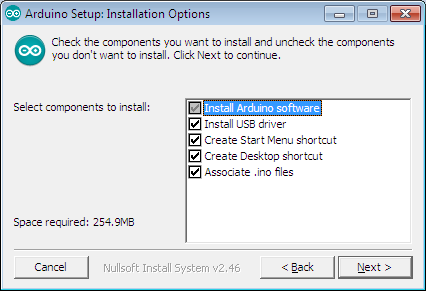 Arduino Setup: Installation Options
Check the components you want to install and uncheck the components
you don't want to install. Click Next to continue.
Select components to install:
Install Arduino software
Install USB driver
Create Start Menu shortcut
Create Desktop shortcut
Associate .ino files
Space required: 254.9MB
Cancel
Nullsoft Install System v2.46
< Back
Next >